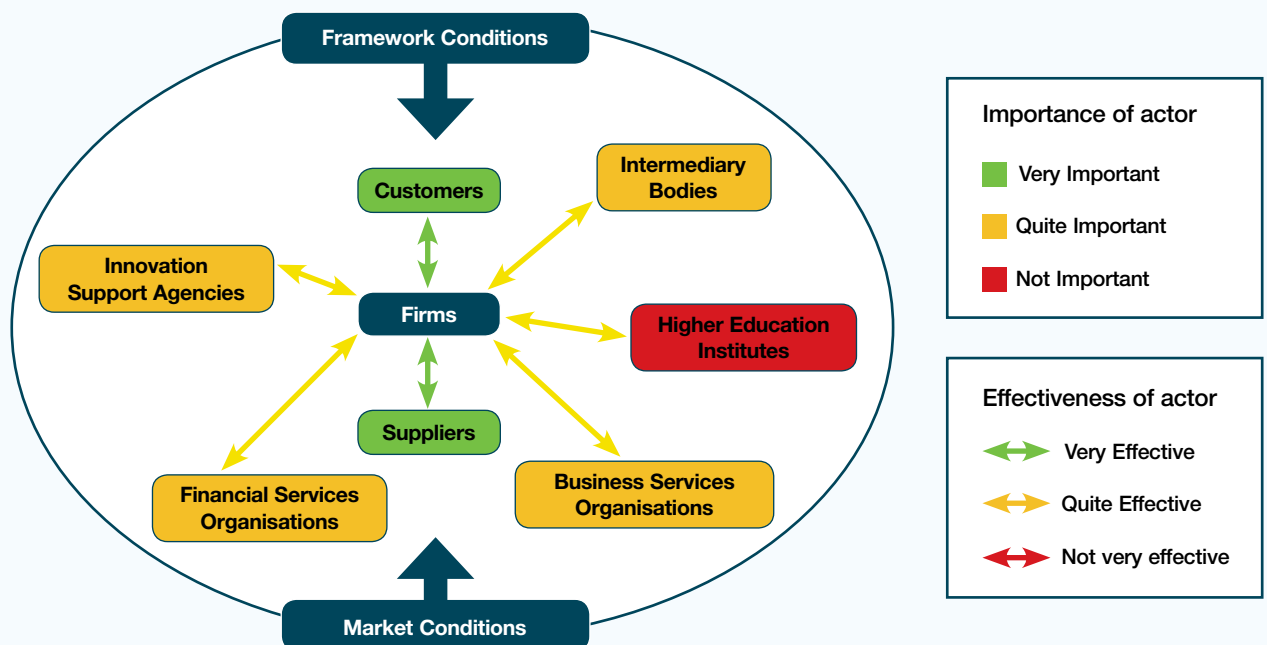 Framework Conditions
Customers
Intermediary
Bodies
Innovation
Support Agencies
Firms
Higher Education
Institutes
Suppliers
Financial Services
Organisations
Business Services
Organisations
Market Conditions
Importance of actor
Very Important
Quite Important
Not Important
Effectiveness of actor
Very Effective
Quite Effective
Not very effective